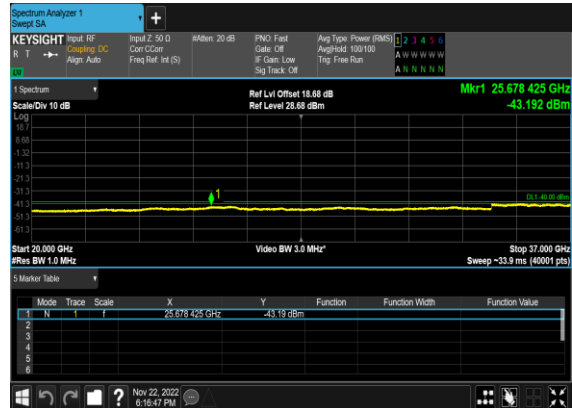 Spectrum Analyzer 1
Swept SA
KEYSIGHT Input: RF Input Z: 50 Ω #Atten: 20 dB PNO: Fast Avg Type: Power (RMS) 1 2 3 4 5 6
R T Coupling: DC Corr CCorr Gate: Off Avg|Hold: 100/100 A W W W W W
Align: Auto Freq Ref: Int (S) IF Gain: Low Trig: Free Run
Sig Track: Off A N N N N N
1 Spectrum Ref Lvl Offset 18.68 dB Mkr1 25.678 425 GHz
Scale/Div 10 dB Ref Level 28.68 dBm -43.192 dBm
Log
18.7
8.68
-1.32
-11.3
-21.3
-31.3
1
DL1 -40.00 dBm
-41.3
-51.3
-61.3
Start 20.000 GHz Video BW 3.0 MHz* Stop 37.000 GHz
#Res BW 1.0 MHz Sweep ~33.9 ms (40001 pts)
5 Marker Table
Mode Trace Scale X Y Function Function Width Function Value
1 N 1 f 25.678 425 GHz -43.19 dBm
2
3
4
5
6
? Nov 22, 2022
6:16:47 PM